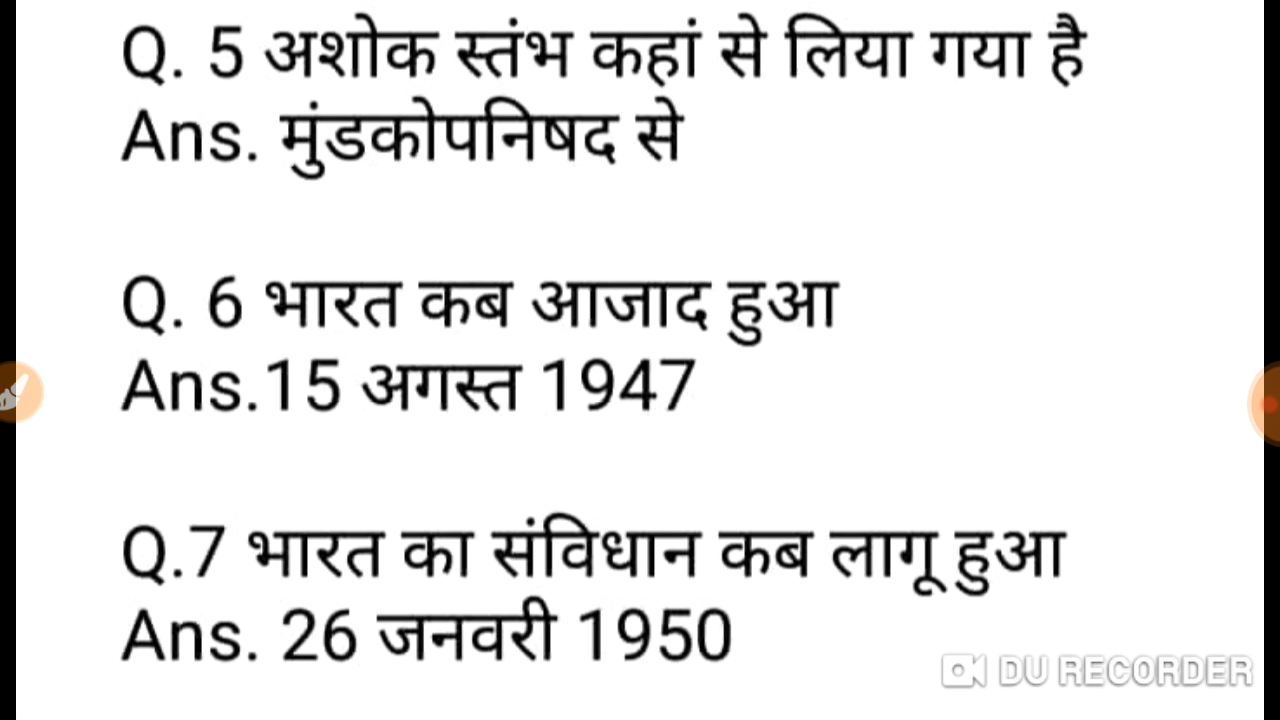 Q. 5 अशोक स्तंभ कहां से लिया गया है
Ans. मुंडकोपनिषद से
Q. 6 भारत कब आजाद हुआ
Ans.15 अगस्त 1947
Q.7 भारत का संविधान कब लागू हुआ
Ans. 26 जनवरी 1950
DU RECORDER